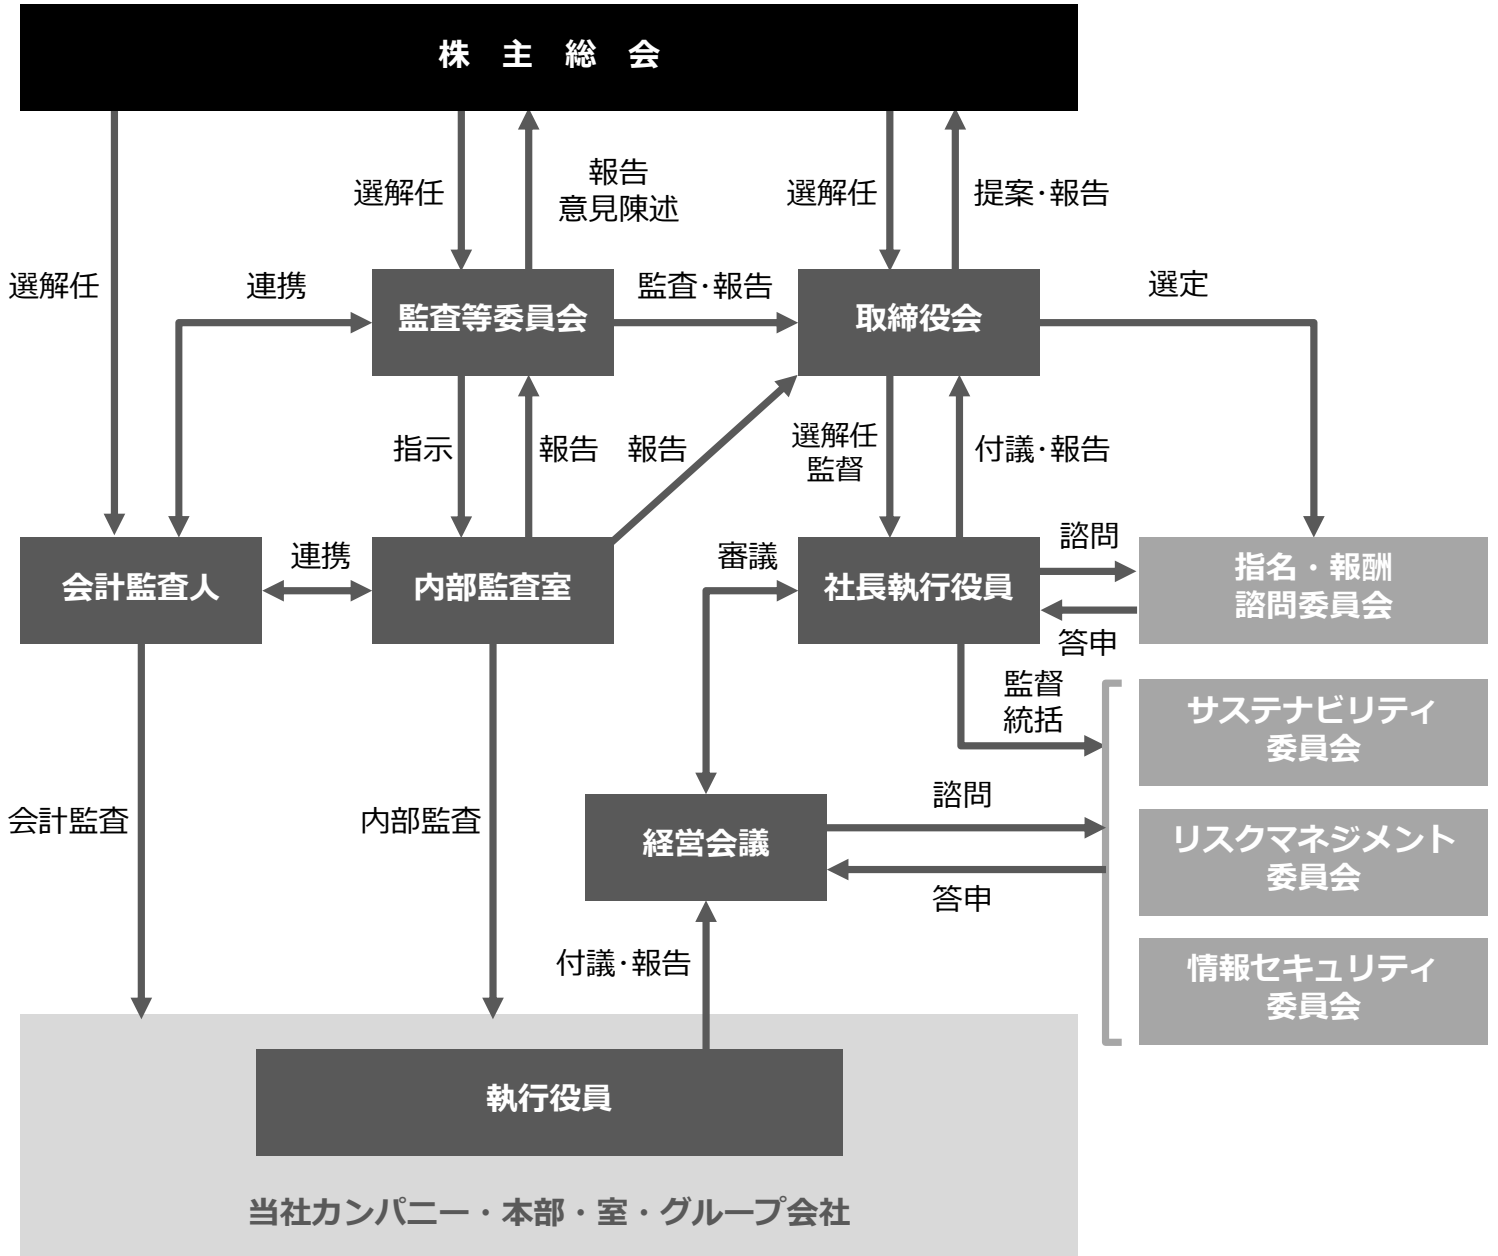 株 主 総 会
選解任
選解任
報告
意見陳述
選解任
提案･報告
連携
監査等委員会
監査･報告
取締役会
選定
指示
報告
報告
選解任
監督
付議･報告
会計監査人
連携
内部監査室
審議
社長執行役員
諮問
答申
指名・報酬
諮問委員会
監督
統括
サステナビリティ
委員会
会計監査
内部監査
経営会議
諮問
答申
リスクマネジメント
委員会
付議･報告
情報セキュリティ
委員会
執行役員
当社カンパニー・本部・室・グループ会社